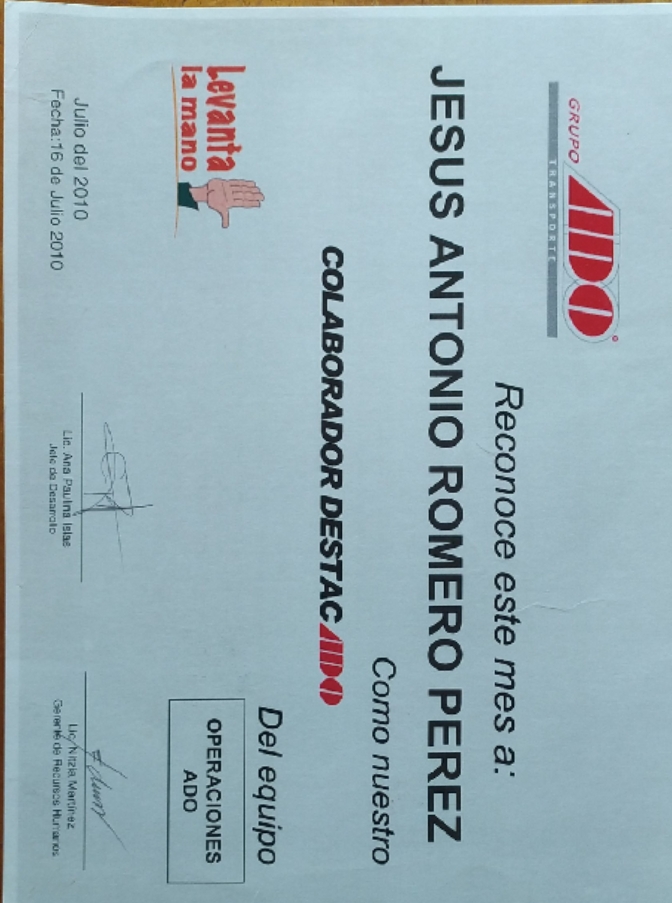 GRUPO ADO
TRANSPORTE
Reconoce este mes a:
JESUS ANTONIO ROMERO PEREZ
Como nuestro
COLABORADOR DESTACADO
Del equipo
OPERACIONES
ADO
Levanta
la mano
Julio del 2010
Fecha:16 de Julio 2010
Lic. Ana Paulina Islas
Jefe de Desarrollo
Lic. Nitzia Martínez
Gerente de Recursos Humanos